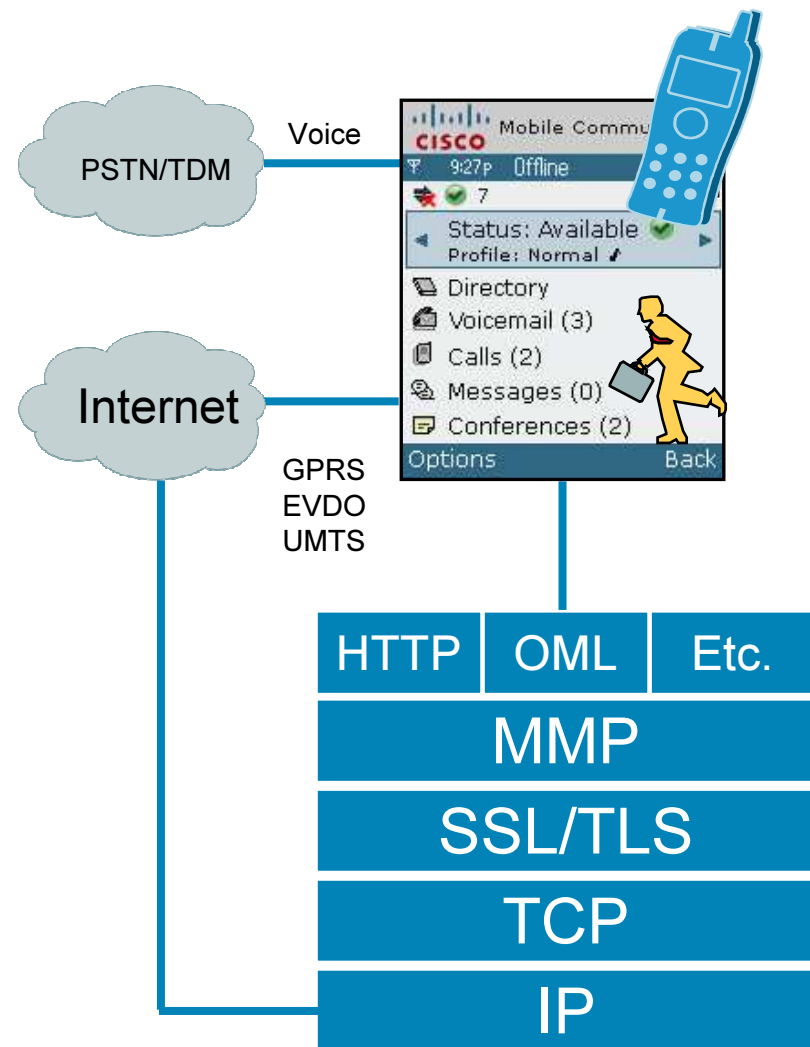 PSTN/TDM
Voice
CISCO
Mobile Commu
9:27P Offline
7
Status: Available
Profile: Normal
Directory
Voicemail (3)
Calls (2)
Messages (0)
Conferences (2)
Options Back
Internet
GPRS
EVDO
UMTS
HTTP OML Etc.
MMP
SSL/TLS
TCP
IP